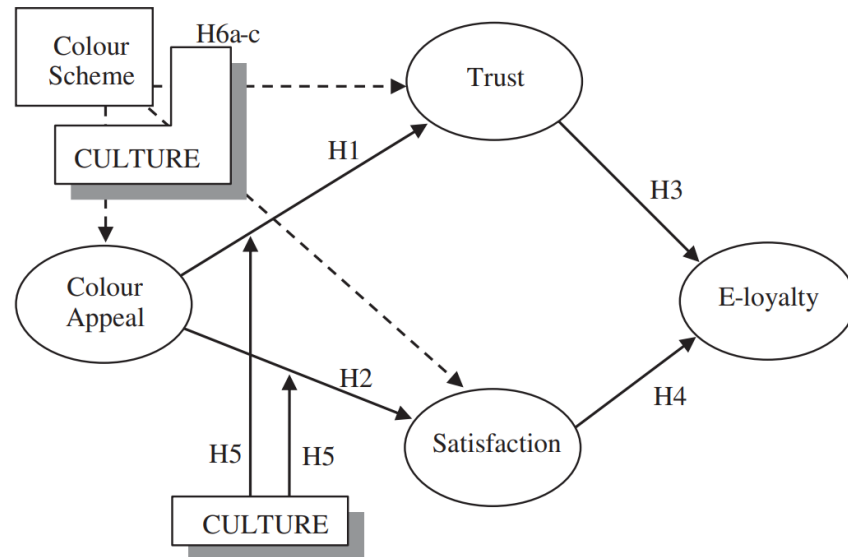 H6a-c
Colour
Scheme
Trust
CULTURE
H1
H3
Colour
Appeal
E-loyalty
H2
H4
Satisfaction
H5
H5
CULTURE